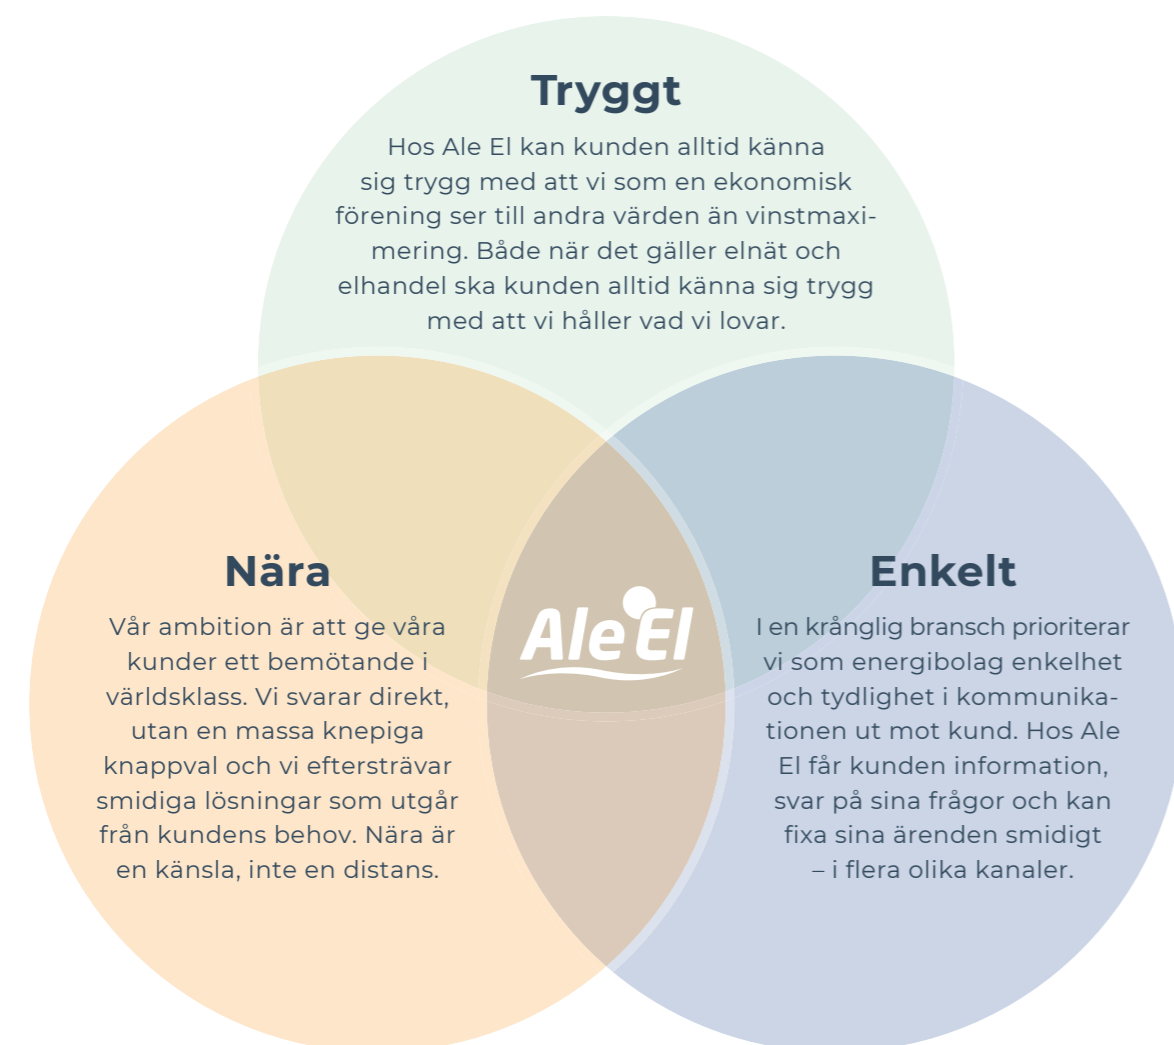 Tryggt
Hos Ale El kan kunden alltid känna
sig trygg med att vi som en ekonomisk
förening ser till andra värden än vinstmaxi-
mering. Både när det gäller elnät och
elhandel ska kunden alltid känna sig trygg
med att vi håller vad vi lovar.
Nära
Vår ambition är att ge våra
kunder ett bemötande i
världsklass. Vi svarar direkt,
utan en massa knepiga
knappval och vi eftersträvar
smidiga lösningar som utgår
från kundens behov. Nära är
en känsla, inte en distans.
Ale El
Enkelt
I en krånglig bransch prioriterar
vi som energibolag enkelhet
och tydlighet i kommunika-
tionen ut mot kund. Hos Ale
El får kunden information,
svar på sina frågor och kan
fixa sina ärenden smidigt
– i flera olika kanaler.